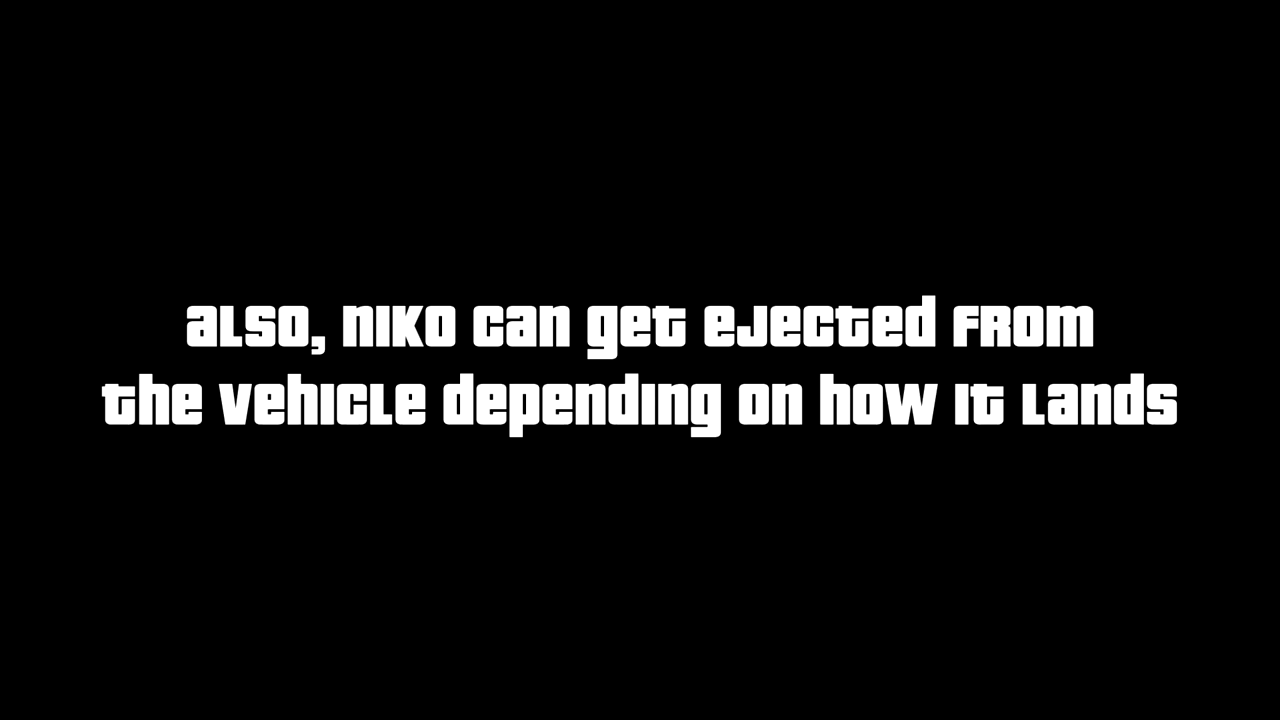 Also, Niko can get ejected from
the vehicle depending on how it lands